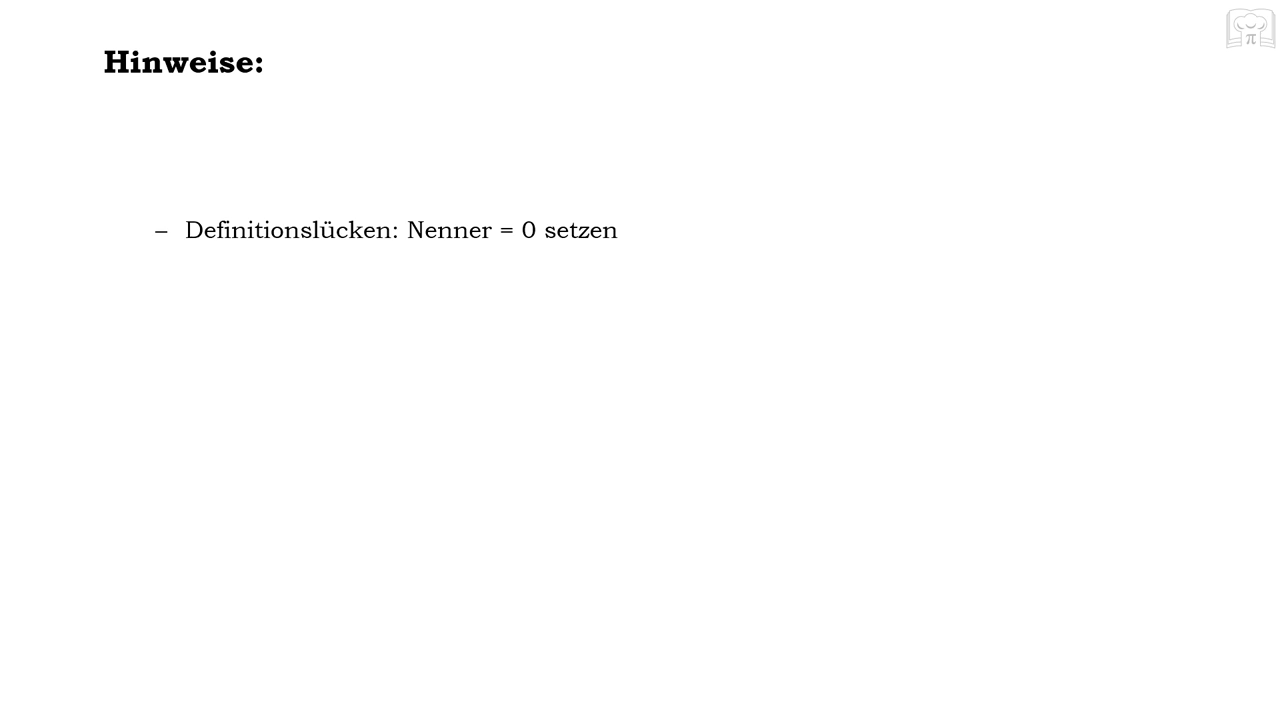 Hinweise:
– Definitionslücken: Nenner = 0 setzen
π